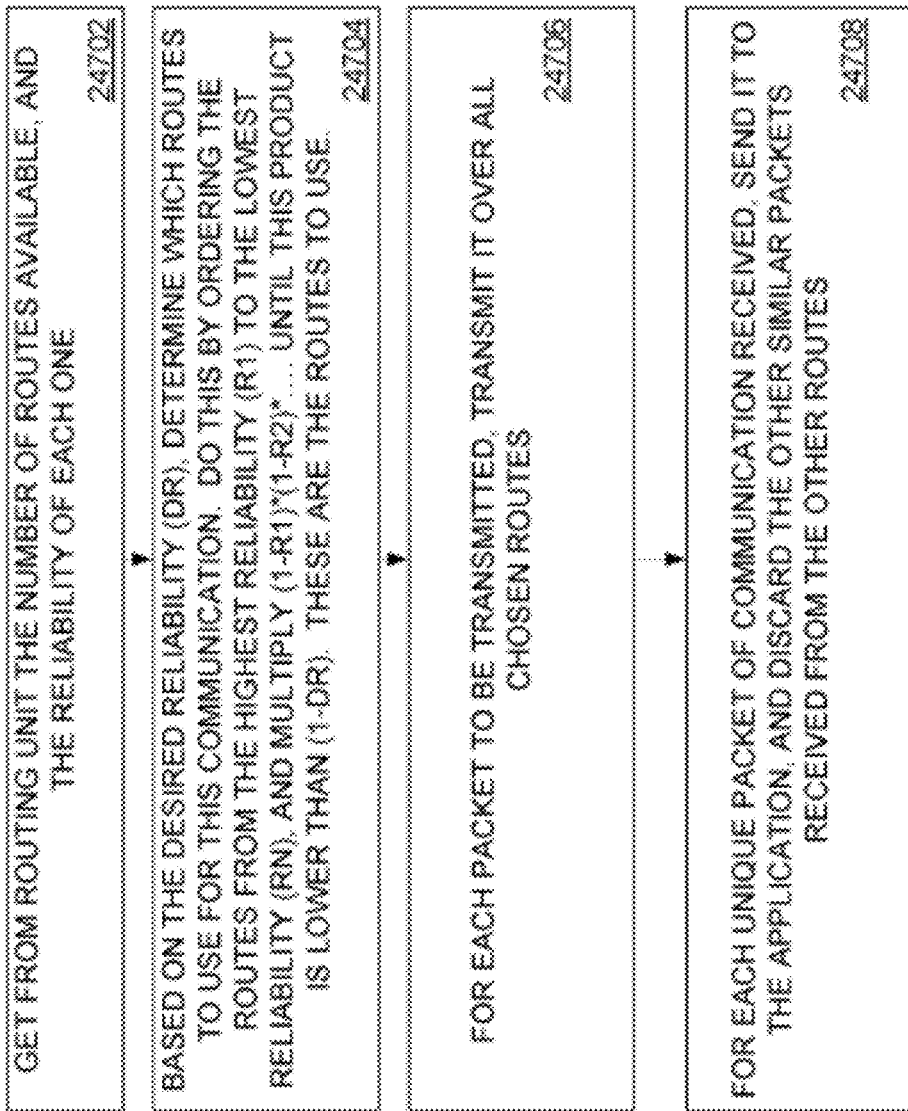 GET FROM ROUTING UNIT THE NUMBER OF ROUTES AVAILABLE, AND
THE RELIABILITY OF EACH ONE
24702
BASED ON THE DESIRED RELIABILITY (DR), DETERMINE WHICH ROUTES
TO USE FOR THIS COMMUNICATION. DO THIS BY ORDERING THE
ROUTES FROM THE HIGHEST RELIABILITY (R1) TO THE LOWEST
RELIABILITY (RN), AND MULTIPLY (1-R1)*(1-R2)*.... UNTIL THIS PRODUCT
IS LOWER THAN (1-DR). THESE ARE THE ROUTES TO USE.
24704
FOR EACH PACKET TO BE TRANSMITTED, TRANSMIT IT OVER ALL
CHOSEN ROUTES
24706
FOR EACH UNIQUE PACKET OF COMMUNICATION RECEIVED, SEND IT TO
THE APPLICATION, AND DISCARD THE OTHER SIMILAR PACKETS
RECEIVED FROM THE OTHER ROUTES
24708